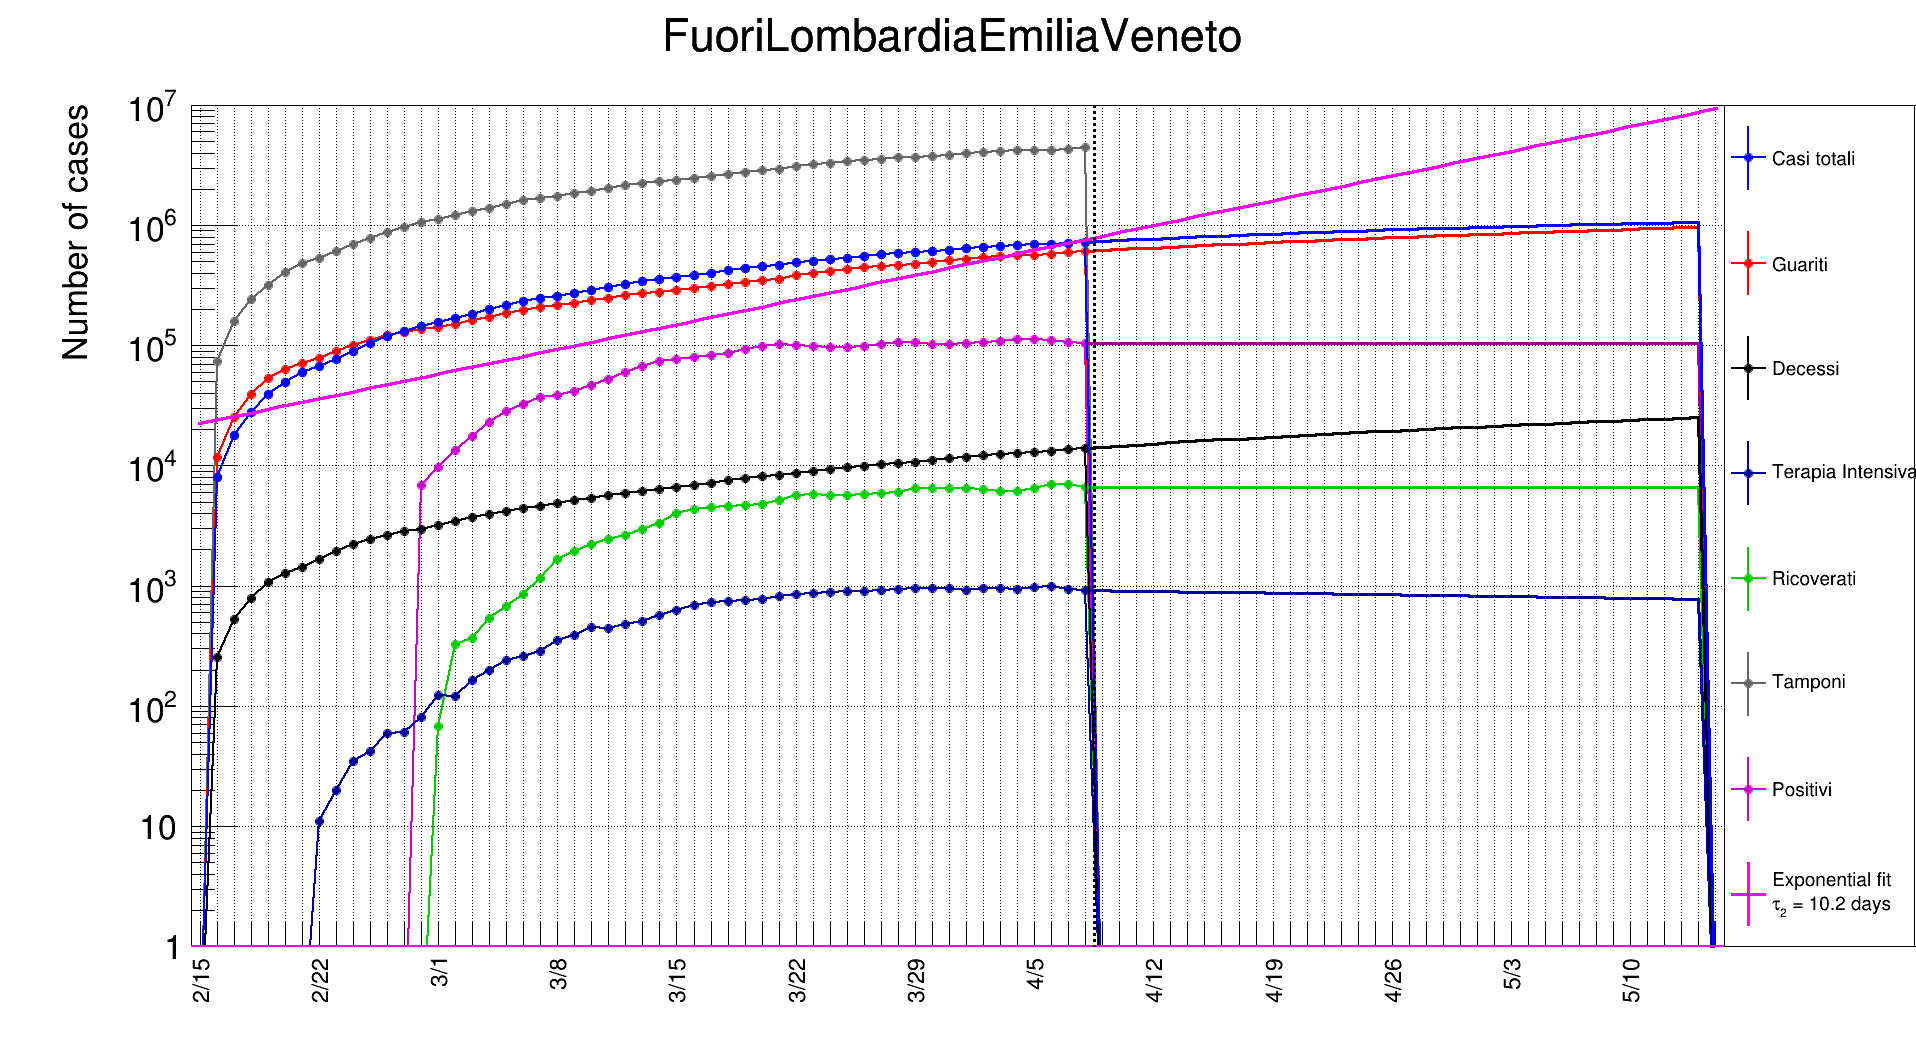 FuoriLombardiaEmiliaVeneto
Number of cases
10^7
10^6
10^5
10^4
10^3
10^2
10
1
2/15
2/22
3/1
3/8
3/15
3/22
3/29
4/5
4/12
4/19
4/26
5/3
5/10
Casi totali
Guariti
Decessi
Terapia Intensiva
Ricoverati
Tamponi
Positivi
Exponential fit
τ_2 = 10.2 days